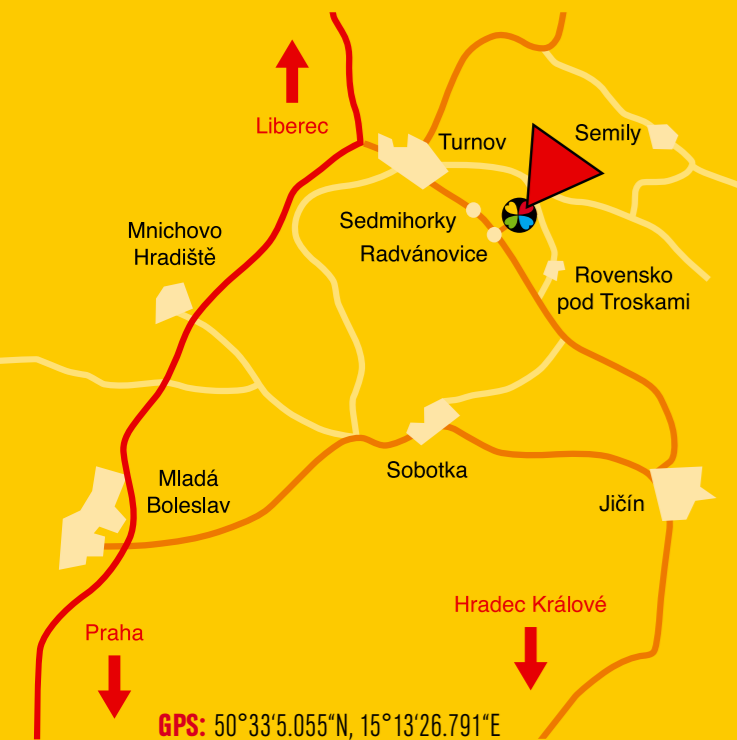 Liberec
Turnov
Semily
Sedmihorky
Radvánovice
Mnichovo
Hradiště
Rovensko
pod Troskami
Sobotka
Mladá
Boleslav
Jičín
Hradec Králové
Praha
GPS: 50°33‘5.055“N, 15°13‘26.791“E